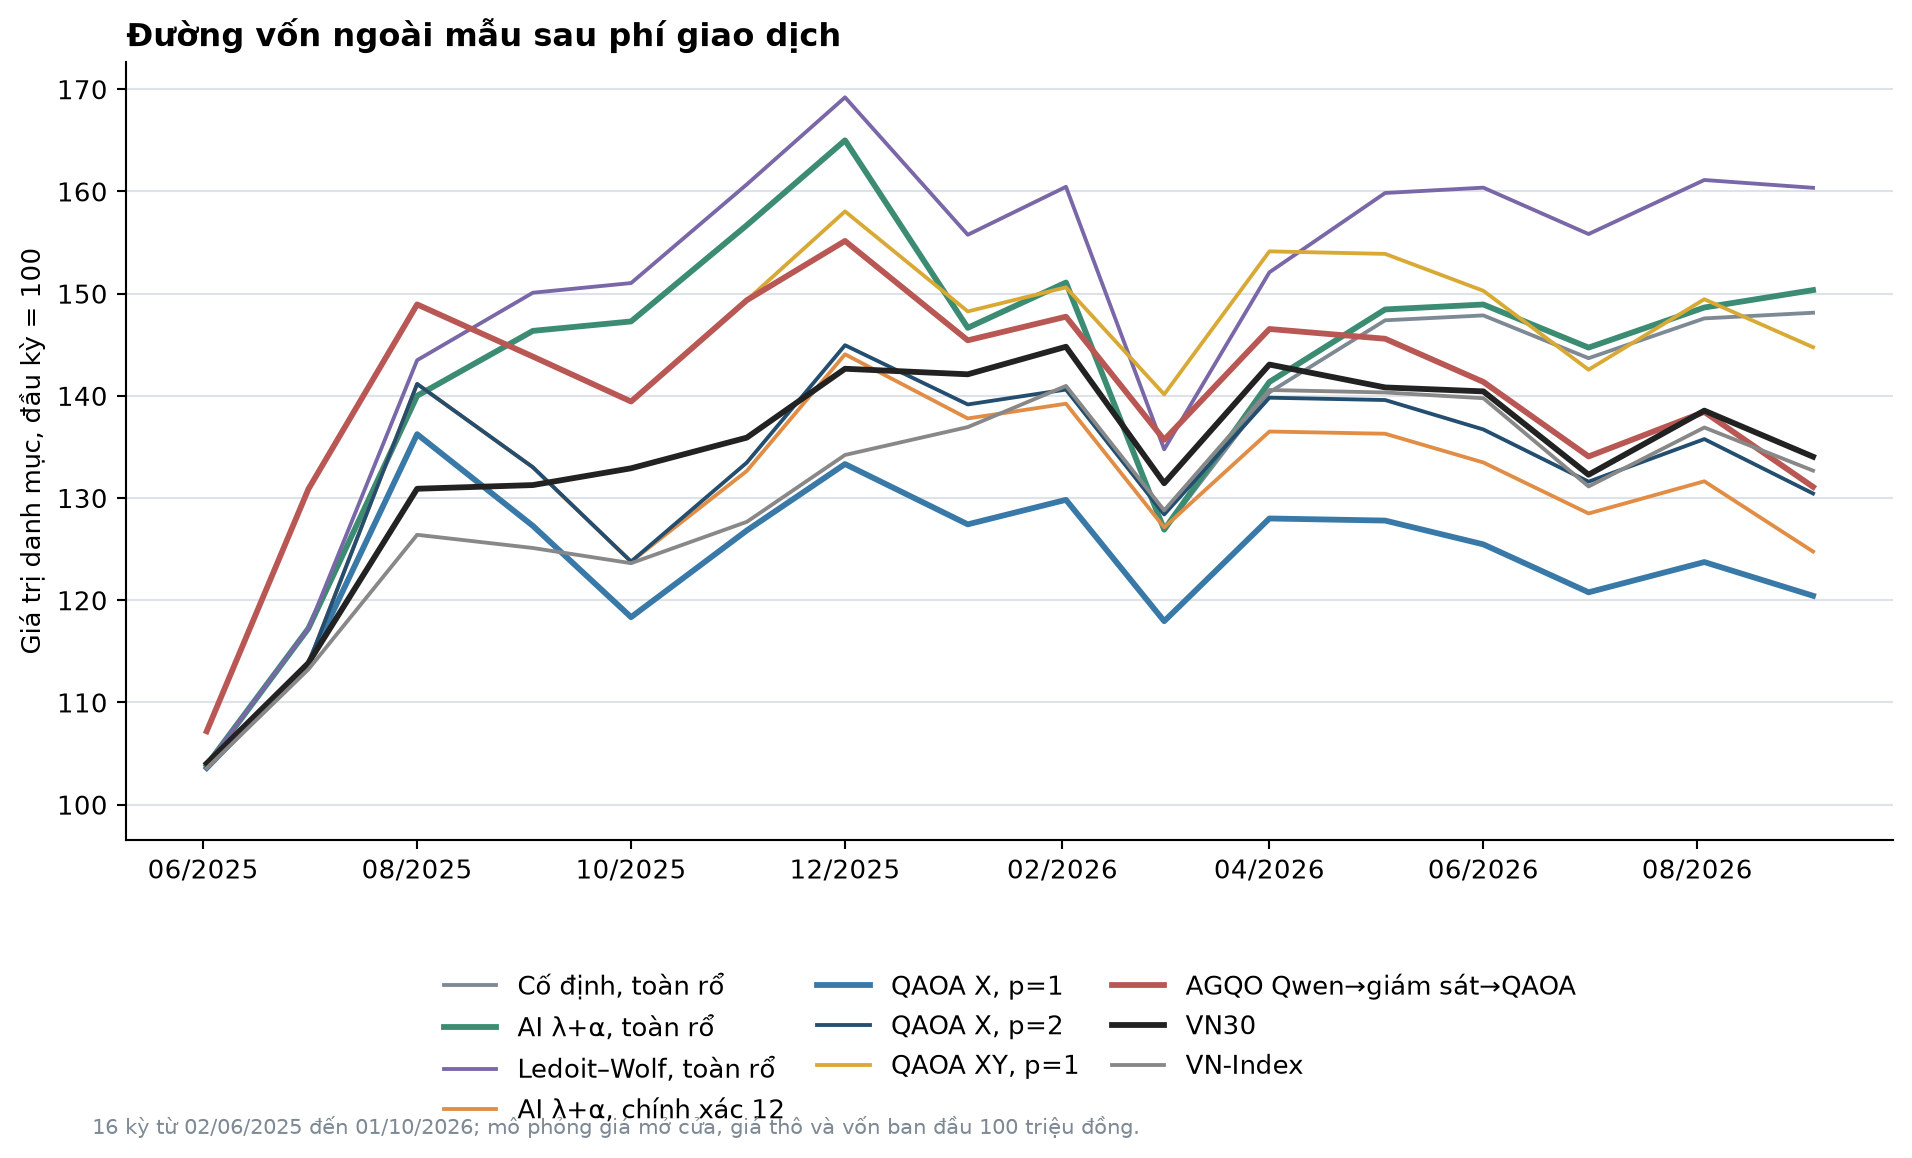 Đường vốn ngoài mẫu sau phí giao dịch
Giá trị danh mục, đầu kỳ = 100
170
160
150
140
130
120
110
100
06/2025 08/2025 10/2025 12/2025 02/2026 04/2026 06/2026 08/2026
Cố định, toàn rổ
AI λ+α, toàn rổ
Ledoit–Wolf, toàn rổ
AI λ+α, chính xác 12
QAOA X, p=1
QAOA X, p=2
QAOA XY, p=1
AGQO Qwen→giám sát→QAOA
VN30
VN-Index
16 kỳ từ 02/06/2025 đến 01/10/2026; mô phỏng giá mở cửa, giá thô và vốn ban đầu 100 triệu đồng.